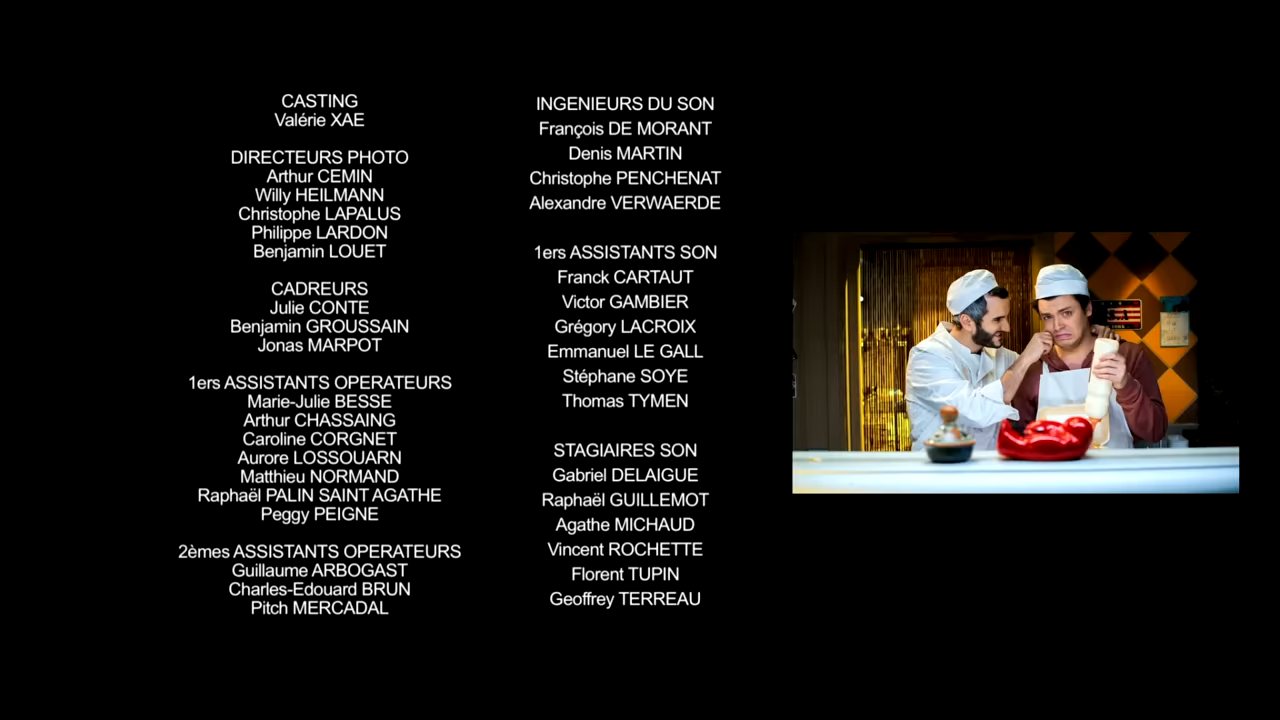 CASTING
Valérie XAE
DIRECTEURS PHOTO
Arthur CEMIN
Willy HEILMANN
Christophe LAPALUS
Philippe LARDON
Benjamin LOUET
CADREURS
Julie CONTE
Benjamin GROUSSAIN
Jonas MARPOT
1ers ASSISTANTS OPERATEURS
Marie-Julie BESSE
Arthur CHASSAING
Caroline CORGNET
Aurore LOSSOUARN
Matthieu NORMAND
Raphaël PALIN SAINT AGATHE
Peggy PEIGNE
2èmes ASSISTANTS OPERATEURS
Guillaume ARBOGAST
Charles-Edouard BRUN
Pitch MERCADAL
INGENIEURS DU SON
François DE MORANT
Denis MARTIN
Christophe PENCHENAT
Alexandre VERWAERDE
1ers ASSISTANTS SON
Franck CARTAUT
Victor GAMBIER
Grégory LACROIX
Emmanuel LE GALL
Stéphane SOYE
Thomas TYMEN
STAGIAIRES SON
Gabriel DELAIGUE
Raphaël GUILLEMOT
Agathe MICHAUD
Vincent ROCHETTE
Florent TUPIN
Geoffrey TERREAU